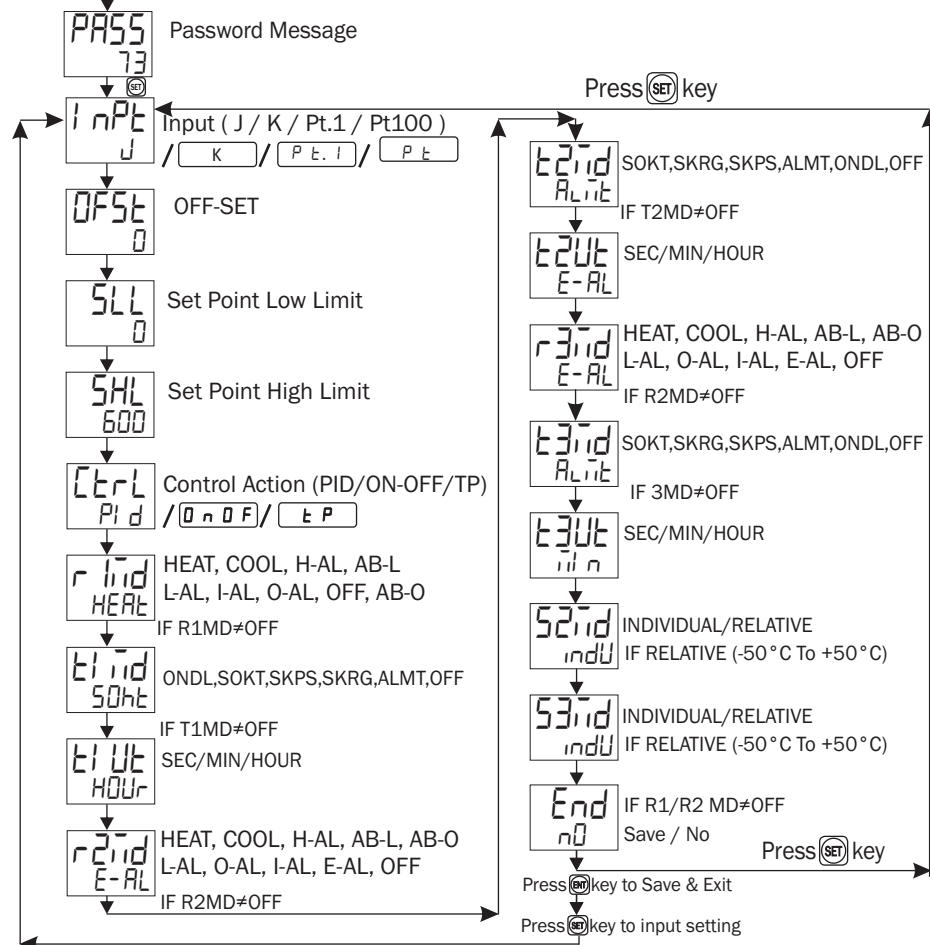 PASS
73
Password Message
SET
InPt
J
Input ( J / K / Pt.1 / Pt100 )
/ K / Pt.1 / Pt
OFSt
0
OFF-SET
SLL
0
Set Point Low Limit
SHL
600
Set Point High Limit
CtrL
PId
Control Action (PID/ON-OFF/TP)
/ OnOF / tP
r1md
HEAt
HEAT, COOL, H-AL, AB-L
L-AL, I-AL, O-AL, OFF, AB-O
IF R1MD≠OFF
t1md
SOht
ONDL,SOKT,SKPS,SKRG,ALMT,OFF
IF T1MD≠OFF
t1Ut
HOUr
SEC/MIN/HOUR
r2md
E-AL
HEAT, COOL, H-AL, AB-L, AB-O
L-AL, O-AL, I-AL, E-AL, OFF
IF R2MD≠OFF
Press SET key
t2md
ALmt
SOKT,SKRG,SKPS,ALMT,ONDL,OFF
IF T2MD≠OFF
t2Ut
E-AL
SEC/MIN/HOUR
r3md
E-AL
HEAT, COOL, H-AL, AB-L, AB-O
L-AL, O-AL, I-AL, E-AL, OFF
IF R2MD≠OFF
t3md
ALmt
SOKT,SKRG,SKPS,ALMT,ONDL,OFF
IF 3MD≠OFF
t3Ut
mIn
SEC/MIN/HOUR
S2md
indU
INDIVIDUAL/RELATIVE
IF RELATIVE (-50°C To +50°C)
S3md
indU
INDIVIDUAL/RELATIVE
IF RELATIVE (-50°C To +50°C)
End
nO
IF R1/R2 MD≠OFF
Save / No
Press SET key
Press ENT key to Save & Exit
Press SET key to input setting